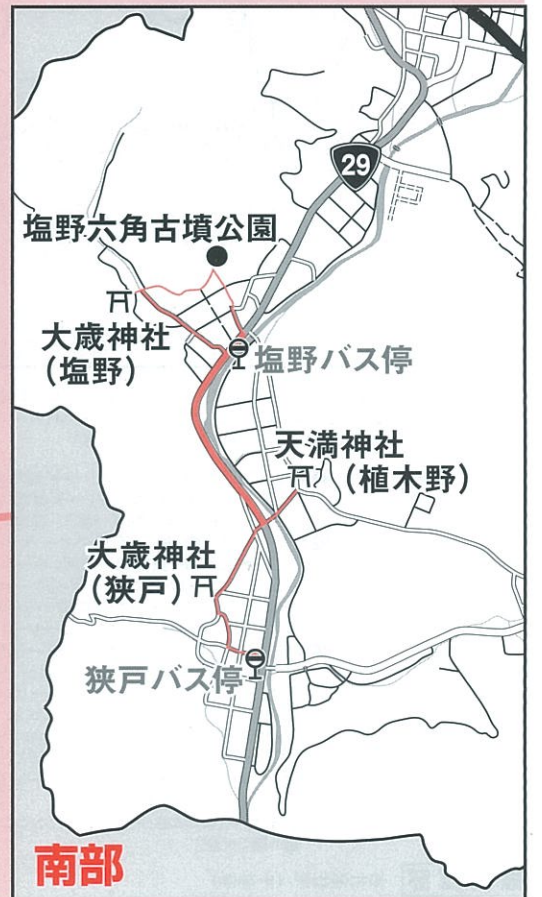 29
塩野六角古墳公園
大歳神社
(塩野)
塩野バス停
天満神社
(植木野)
大歳神社
(狭戸)
狭戸バス停
南部